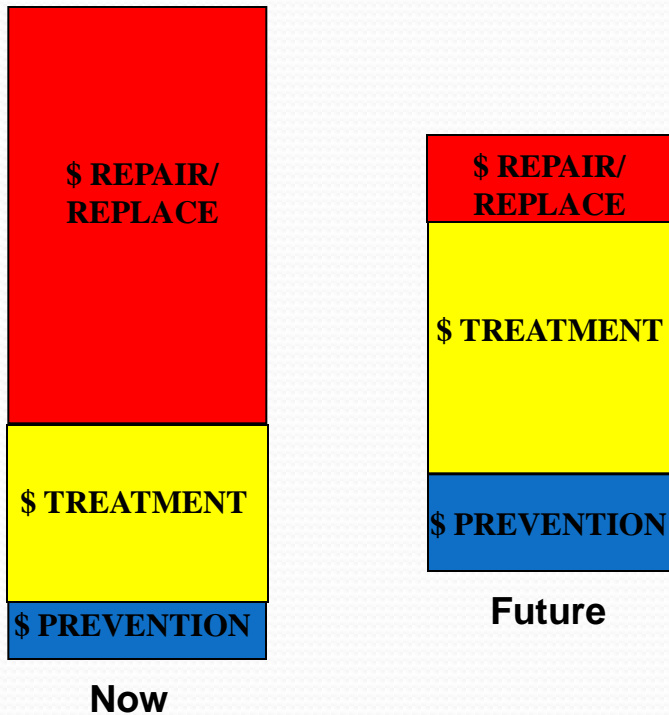 $ REPAIR/
REPLACE
$ TREATMENT
$ PREVENTION
Now
$ REPAIR/
REPLACE
$ TREATMENT
$ PREVENTION
Future